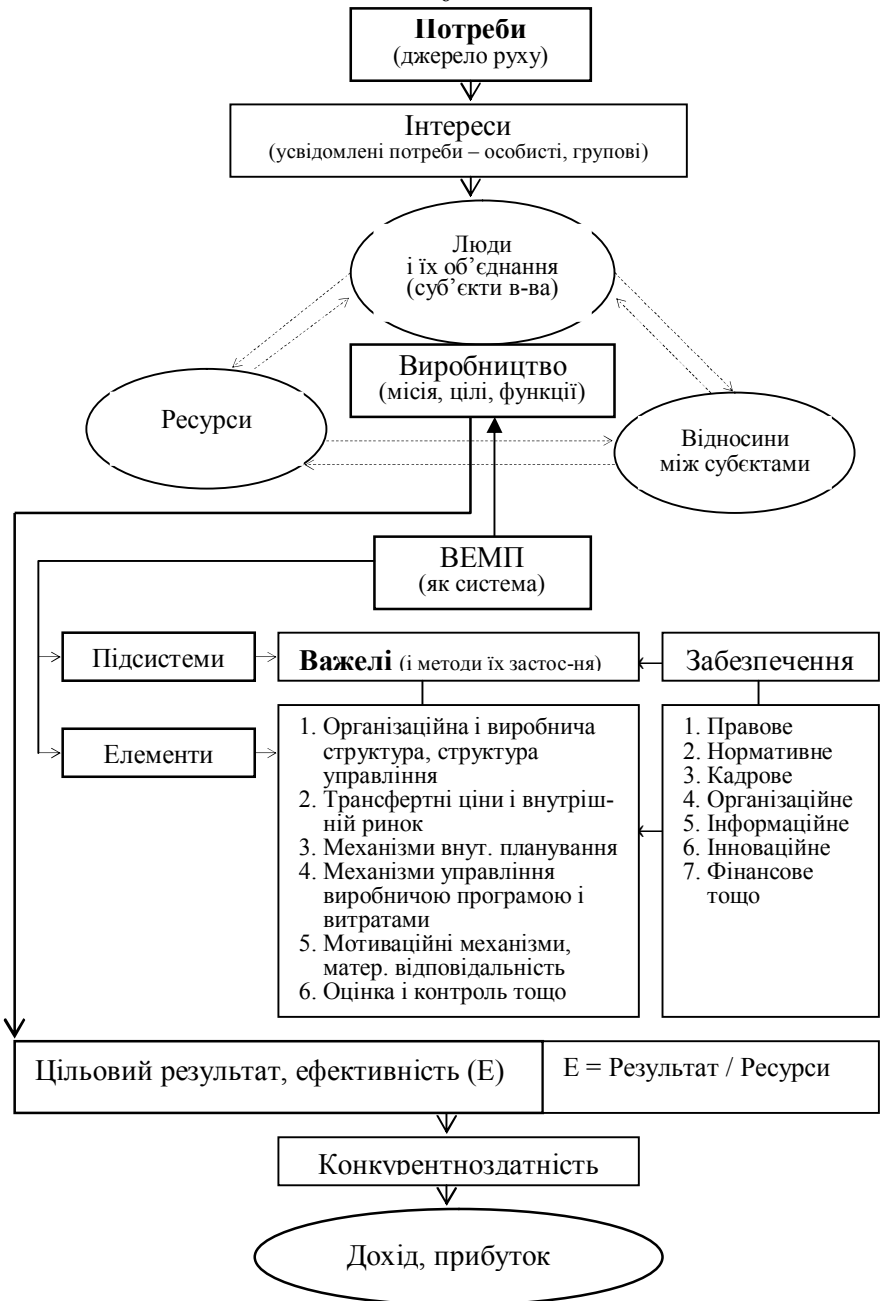 Потреби
(джерело руху)
Інтереси
(усвідомлені потреби – особисті, групові)
Люди
і їх об’єднання
(суб’єкти в-ва)
Виробництво
(місія, цілі, функції)
Ресурси
Відносини
між субєктами
ВЕМП
(як система)
Підсистеми
Важелі (і методи їх застос-ня)
Забезпечення
Елементи
1. Організаційна і виробнича
структура, структура
управління
2. Трансфертні ціни і внутріш-
ній ринок
3. Механізми внут. планування
4. Механізми управління
виробничою програмою і
витратами
5. Мотиваційні механізми,
матер. відповідальність
6. Оцінка і контроль тощо
1. Правове
2. Нормативне
3. Кадрове
4. Організаційне
5. Інформаційне
6. Інноваційне
7. Фінансове
тощо
Цільовий результат, ефективність (Е)
Е = Результат / Ресурси
Конкурентноздатність
Дохід, прибуток